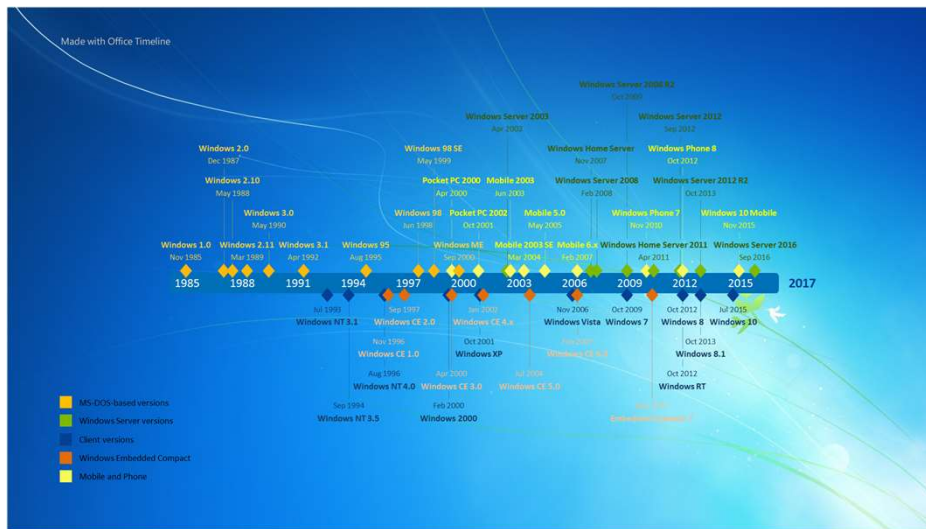 Made with Office Timeline
Windows Server 2008 R2
Oct 2009
Windows Server 2003
Apr 2003
Windows Server 2012
Sep 2012
Windows 2.0
Dec 1987
Windows 98 SE
May 1999
Windows Home Server
Nov 2007
Windows Phone 8
Oct 2012
Windows 2.10
May 1988
Pocket PC 2000
Apr 2000
Mobile 2003
Jun 2003
Windows Server 2008
Feb 2008
Windows Server 2012 R2
Oct 2013
Windows 3.0
May 1990
Windows 98
Jun 1998
Pocket PC 2002
Oct 2001
Mobile 5.0
May 2005
Windows Phone 7
Nov 2010
Windows 10 Mobile
Nov 2015
Windows 1.0
Nov 1985
Windows 2.11
Mar 1989
Windows 3.1
Apr 1992
Windows 95
Aug 1995
Windows ME
Sep 2000
Mobile 2003 SE
Mar 2004
Mobile 6.x
Feb 2007
Windows Home Server 2011
Apr 2011
Windows Server 2016
Sep 2016
1985 1988 1991 1994 1997 2000 2003 2006 2009 2012 2015 2017
Jul 1993
Windows NT 3.1
Sep 1997
Windows CE 2.0
Jan 2002
Windows CE 4.x
Nov 2006
Windows Vista
Oct 2009
Windows 7
Oct 2012
Windows 8
Jul 2015
Windows 10
Nov 1996
Windows CE 1.0
Oct 2001
Windows XP
Windows CE
Oct 2013
Windows 8.1
Aug 1996
Windows NT 4.0
Apr 2000
Windows CE 3.0
Jul 2004
Windows CE 5.0
Oct 2012
Windows RT
Sep 1994
Windows NT 3.5
Feb 2000
Windows 2000
MS-DOS-based versions
Windows Server versions
Client versions
Windows Embedded Compact
Mobile and Phone